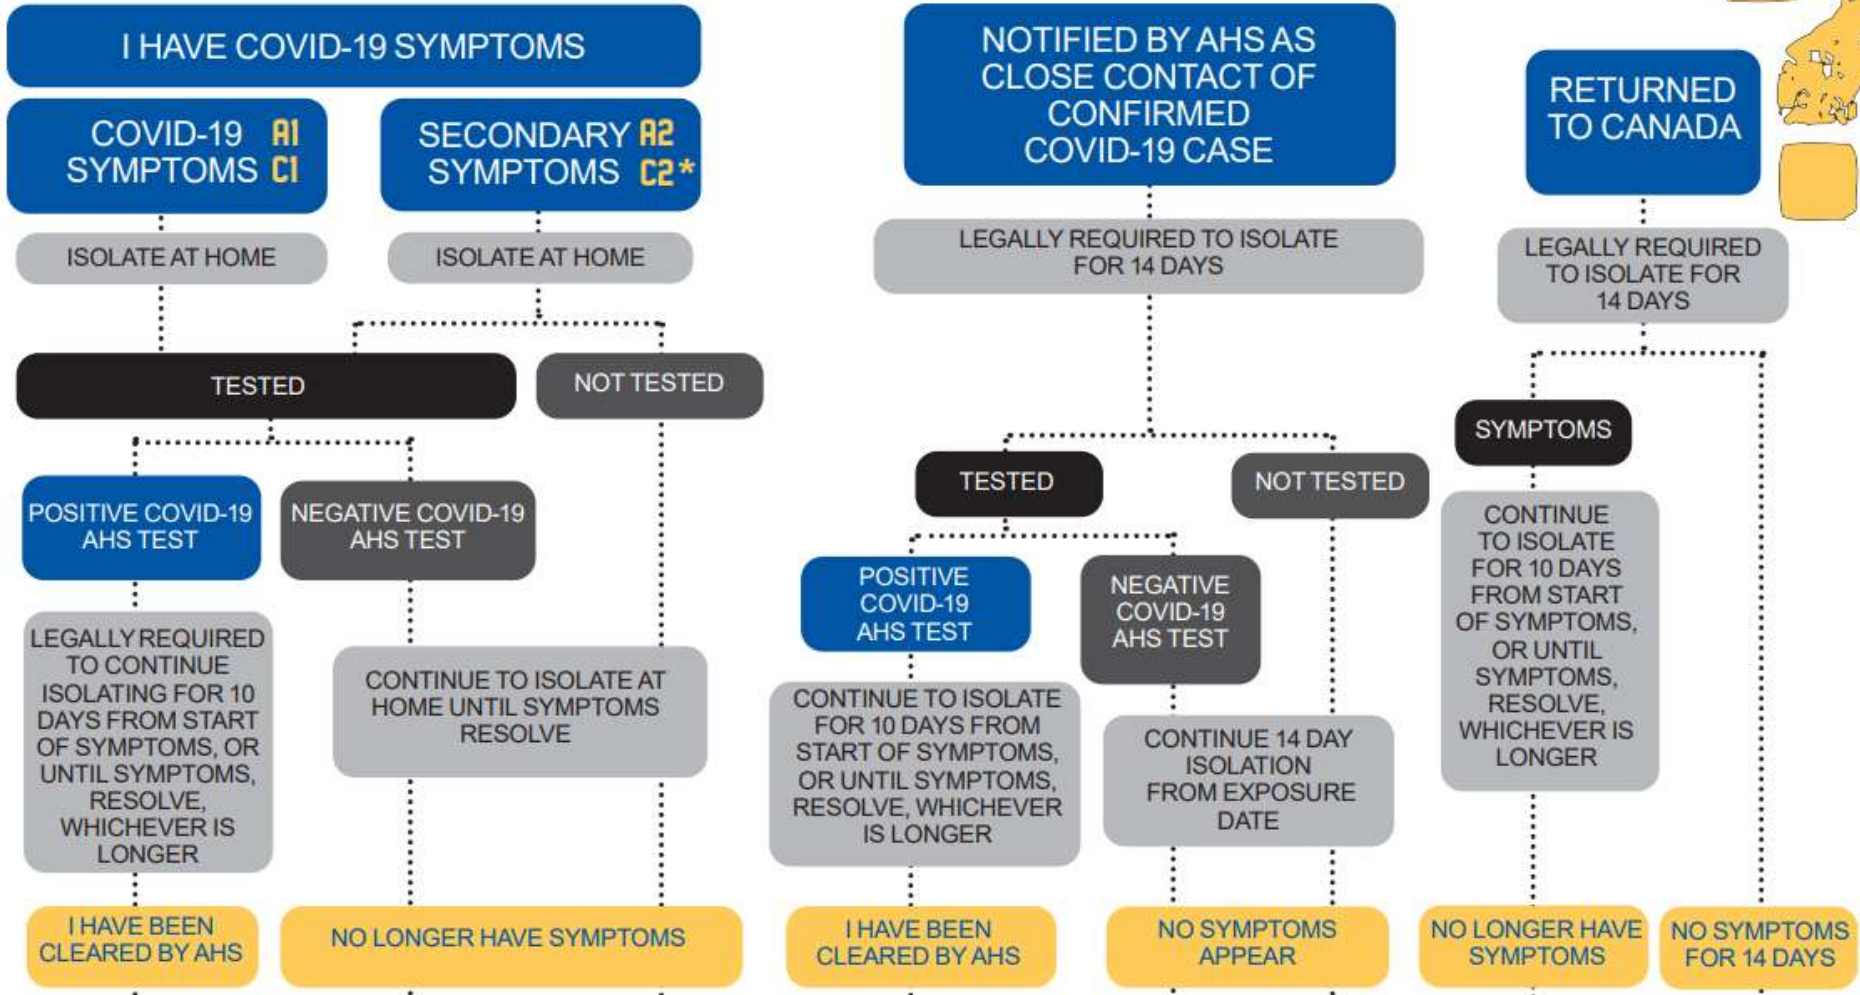 I HAVE COVID-19 SYMPTOMS
COVID-19 A1
SYMPTOMS C1
SECONDARY A2
SYMPTOMS C2*
ISOLATE AT HOME
ISOLATE AT HOME
TESTED
NOT TESTED
POSITIVE COVID-19
AHS TEST
NEGATIVE COVID-19
AHS TEST
LEGALLY REQUIRED
TO CONTINUE
ISOLATING FOR 10
DAYS FROM START
OF SYMPTOMS, OR
UNTIL SYMPTOMS,
RESOLVE,
WHICHEVER IS
LONGER
CONTINUE TO ISOLATE AT
HOME UNTIL SYMPTOMS
RESOLVE
I HAVE BEEN
CLEARED BY AHS
NO LONGER HAVE SYMPTOMS
NOTIFIED BY AHS AS
CLOSE CONTACT OF
CONFIRMED
COVID-19 CASE
LEGALLY REQUIRED TO ISOLATE
FOR 14 DAYS
TESTED
NOT TESTED
POSITIVE
COVID-19
AHS TEST
NEGATIVE
COVID-19
AHS TEST
CONTINUE TO ISOLATE
FOR 10 DAYS FROM
START OF SYMPTOMS,
OR UNTIL SYMPTOMS,
RESOLVE, WHICHEVER
IS LONGER
CONTINUE 14 DAY
ISOLATION
FROM EXPOSURE
DATE
I HAVE BEEN
CLEARED BY AHS
NO SYMPTOMS
APPEAR
RETURNED
TO CANADA
LEGALLY REQUIRED
TO ISOLATE FOR
14 DAYS
SYMPTOMS
CONTINUE
TO ISOLATE
FOR 10 DAYS
FROM START
OF SYMPTOMS,
OR UNTIL
SYMPTOMS,
RESOLVE,
WHICHEVER IS
LONGER
NO LONGER HAVE
SYMPTOMS
NO SYMPTOMS
FOR 14 DAYS